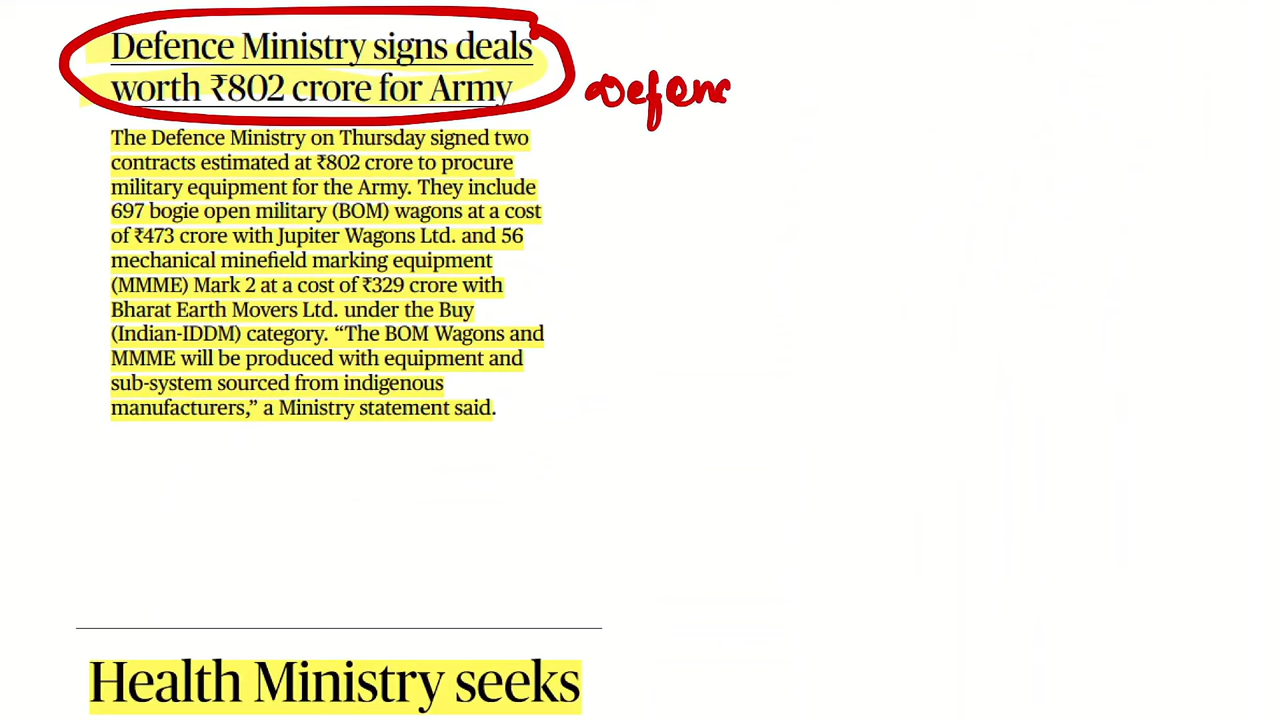 Defence Ministry signs deals
worth ₹802 crore for Army
Defenc
The Defence Ministry on Thursday signed two
contracts estimated at ₹802 crore to procure
military equipment for the Army. They include
697 bogie open military (BOM) wagons at a cost
of ₹473 crore with Jupiter Wagons Ltd. and 56
mechanical minefield marking equipment
(MMME) Mark 2 at a cost of ₹329 crore with
Bharat Earth Movers Ltd. under the Buy
(Indian-IDDM) category. “The BOM Wagons and
MMME will be produced with equipment and
sub-system sourced from indigenous
manufacturers,” a Ministry statement said.
Health Ministry seeks